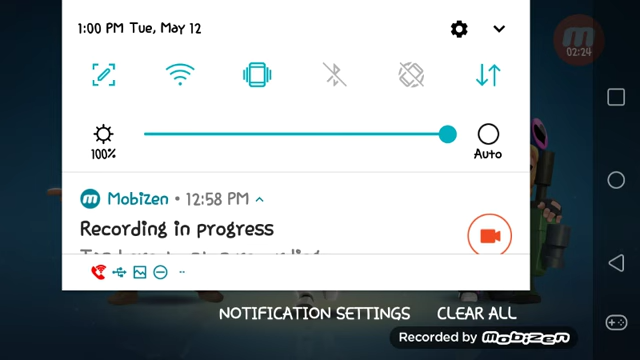 1:00 PM Tue, May 12
02:24
100%
Auto
Mobizen • 12:58 PM
Recording in progress
NOTIFICATION SETTINGS CLEAR ALL
Recorded by Mobizen